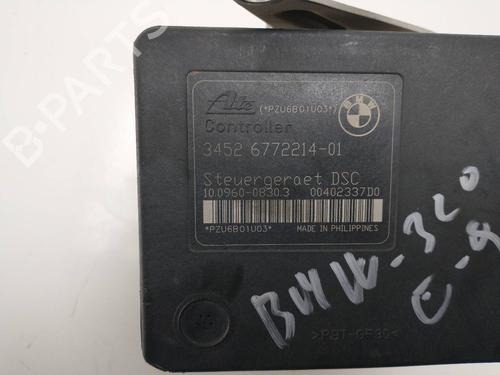 Ate (*PZU6B01U03*) BMW
Controller
3452 6772214-01
Steuergeraet DSC
10.0960-0830.3 00402337D0
*PZU6B01U03* MADE IN PHILIPPINES
BMW-320
E-9
>PBT-GF30<
B-PARTS